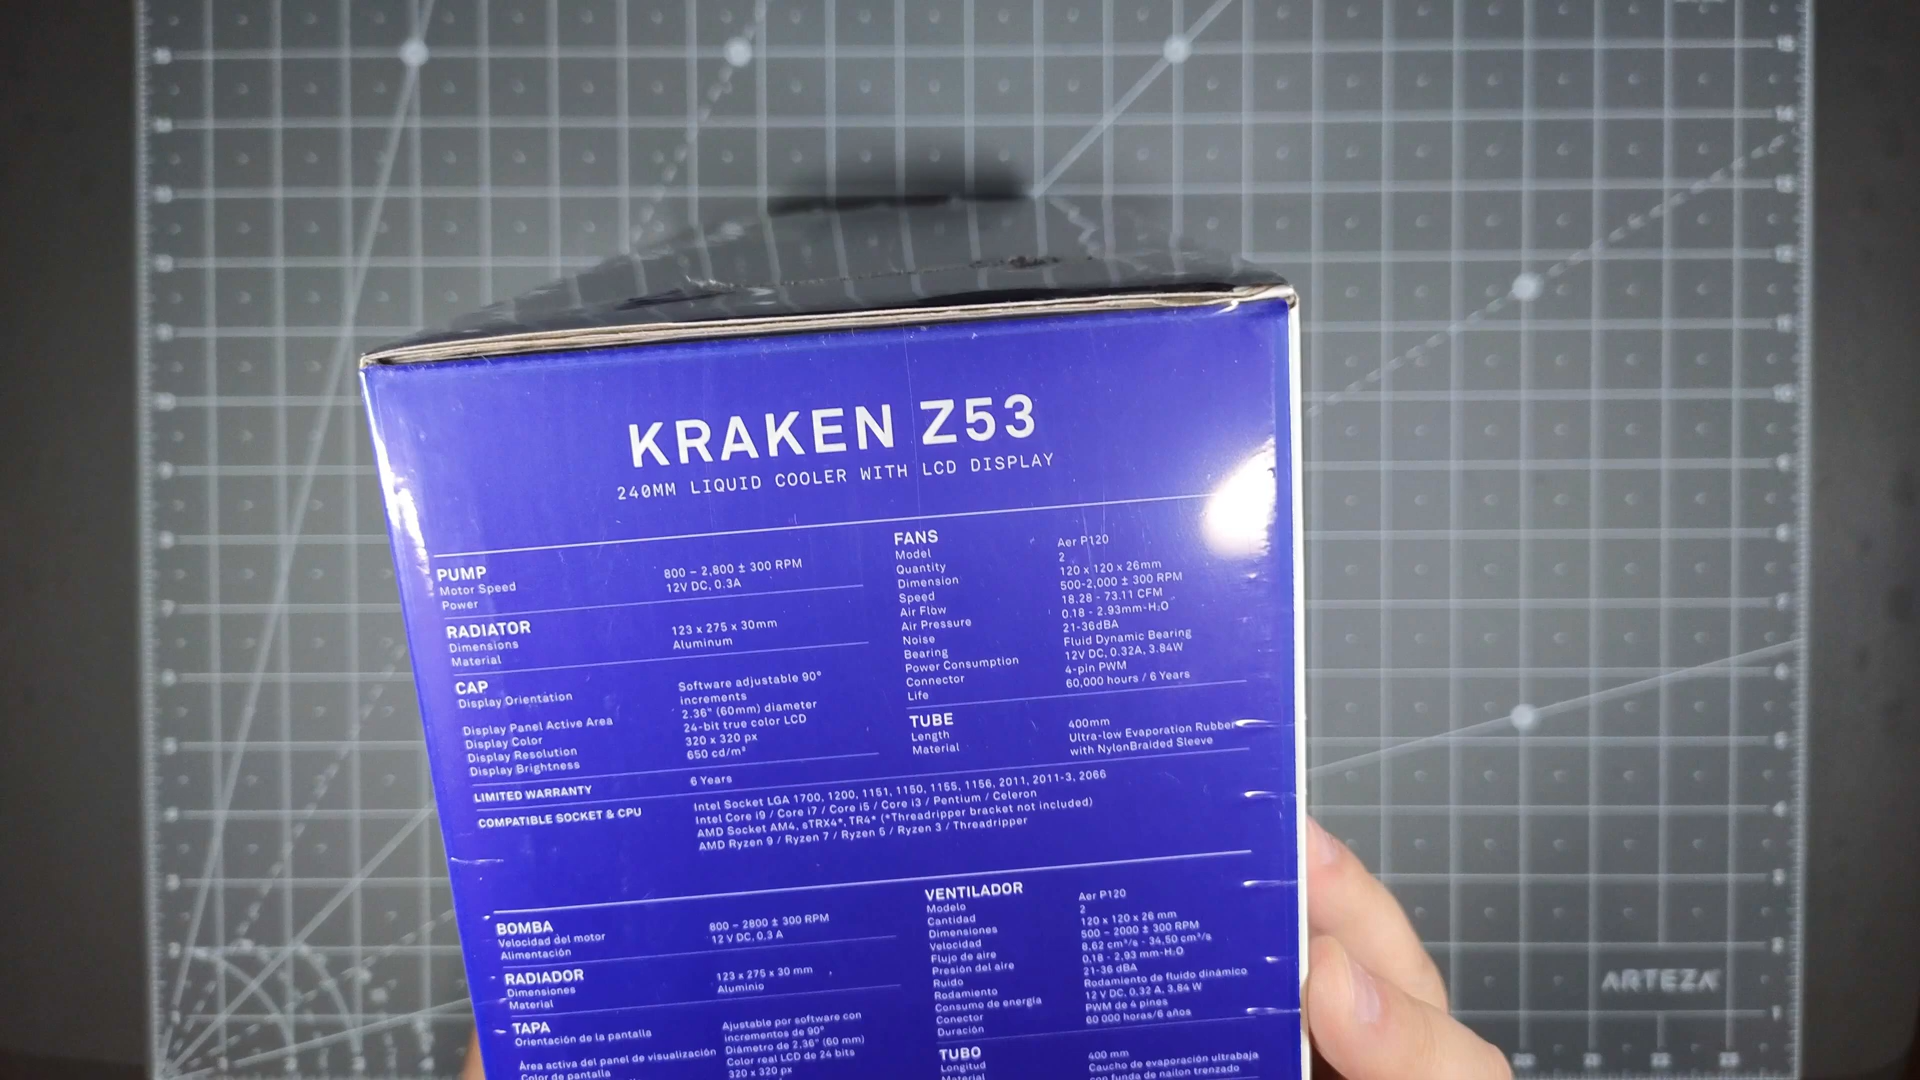 KRAKEN Z53
240MM LIQUID COOLER WITH LCD DISPLAY
PUMP
Motor Speed 800 – 2,800 ± 300 RPM
Power 12V DC, 0.3A
RADIATOR
Dimensions 123 x 275 x 30mm
Material Aluminum
CAP
Display Orientation Software adjustable 90°
increments
Display Panel Active Area 2.36" (60mm) diameter
Display Color 24-bit true color LCD
Display Resolution 320 x 320 px
Display Brightness 650 cd/m²
LIMITED WARRANTY 6 Years
FANS
Model Aer P120
Quantity 2
Dimension 120 x 120 x 26mm
Speed 500-2,000 ± 300 RPM
Air Flow 18.28 - 73.11 CFM
Air Pressure 0.18 - 2.93mm-H₂O
Noise 21-36dBA
Bearing Fluid Dynamic Bearing
Power Consumption 12V DC, 0.32A, 3.84W
Connector 4-pin PWM
Life 60,000 hours / 6 Years
TUBE
Length 400mm
Material Ultra-low Evaporation Rubber
with NylonBraided Sleeve
COMPATIBLE SOCKET & CPU Intel Socket LGA 1700, 1200, 1151, 1150, 1155, 1156, 2011, 2011-3, 2066
Intel Core i9 / Core i7 / Core i5 / Core i3 / Pentium / Celeron
AMD Socket AM4, sTRX4*, TR4* (*Threadripper bracket not included)
AMD Ryzen 9 / Ryzen 7 / Ryzen 5 / Ryzen 3 / Threadripper
BOMBA
Velocidad del motor 800 – 2800 ± 300 RPM
Alimentación 12 V DC, 0.3 A
RADIADOR
Dimensiones 123 x 275 x 30 mm
Material Aluminio
TAPA
Orientación de la pantalla Ajustable por software con
incrementos de 90°
Área activa del panel de visualización Diámetro de 2,36" (60 mm)
Color de pantalla Color real LCD de 24 bits
320 x 320 px
VENTILADOR
Modelo Aer P120
Cantidad 2
Dimensiones 120 x 120 x 26 mm
Velocidad 500 – 2000 ± 300 RPM
Flujo de aire 8,62 cm³/s - 34,50 cm³/s
Presión del aire 0,18 - 2,93 mm-H₂O
Ruido 21-36 dBA
Rodamiento Rodamiento de fluido dinámico
Consumo de energía 12 V DC, 0,32 A, 3,84 W
Conector PWM de 4 pines
Duración 60 000 horas/6 años
TUBO
Longitud 400 mm
Material Caucho de evaporación ultrabaja
con funda de nailon trenzado
ARTEZA